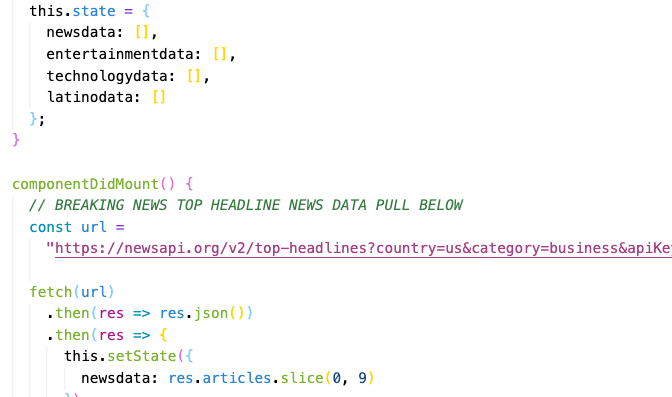 this.state = {
newsdata: [],
entertainmentdata: [],
technologydata: [],
latinodata: []
};
}
componentDidMount() {
// BREAKING NEWS TOP HEADLINE NEWS DATA PULL BELOW
const url =
"https://newsapi.org/v2/top-headlines?country=us&category=business&apiKe
fetch(url)
.then(res => res.json())
.then(res => {
this.setState({
newsdata: res.articles.slice(0, 9)
})